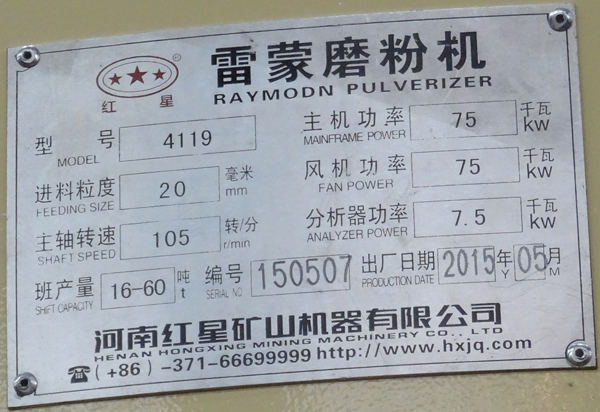 雷蒙磨粉机
RAYMODN PULVERIZER
红 星
型 号 4119 主机功率 75 千瓦
MODEL MAINFRAME POWER kw
进料粒度 20 毫米 风机功率 75 千瓦
FEEDING SIZE mm FAN POWER kw
主轴转速 105 转/分 分析器功率 7.5 千瓦
SHAFT SPEED r/min ANALYZER POWER kw
班产量 16-60 吨 编号 150507 出厂日期 2015 年 05 月
SHIFT CAPACITY t SERIAL NO PRODUCTION DATE Y M
河南红星矿山机器有限公司
HENAN HONGXING MINING MACHINERY CO., LTD
☎(+86)-371-66699999 http://www.hxjq.com